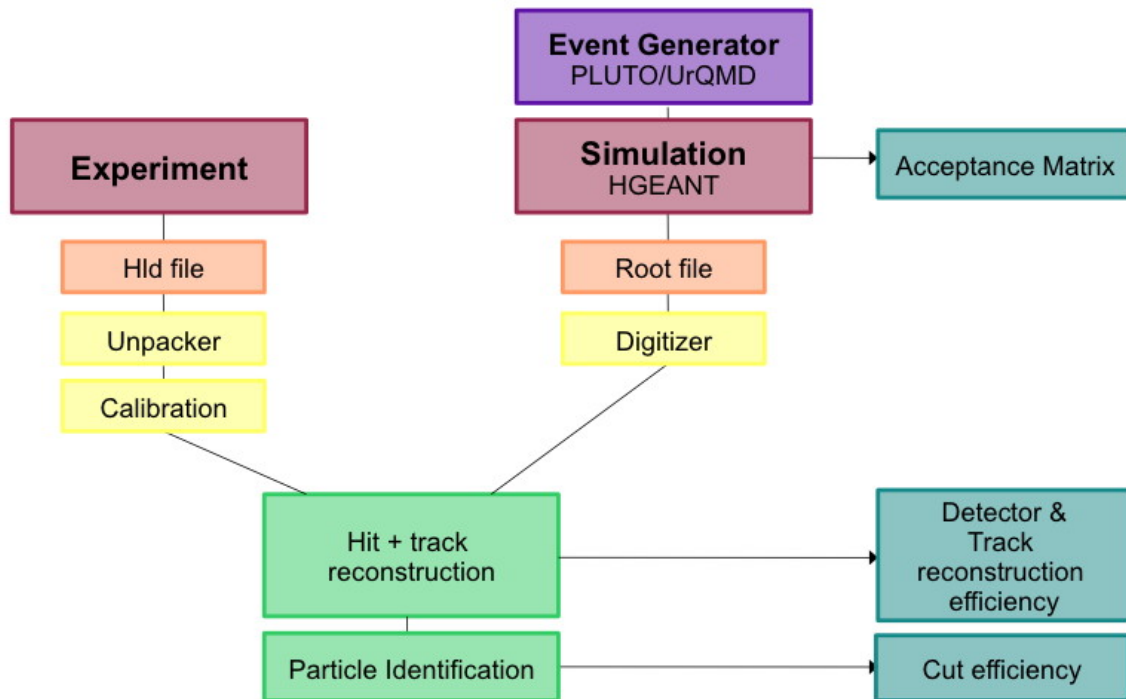 Event Generator
PLUTO/UrQMD
Experiment
Simulation
HGEANT
Acceptance Matrix
Hld file
Root file
Unpacker
Digitizer
Calibration
Hit + track
reconstruction
Detector &
Track
reconstruction
efficiency
Particle Identification
Cut efficiency